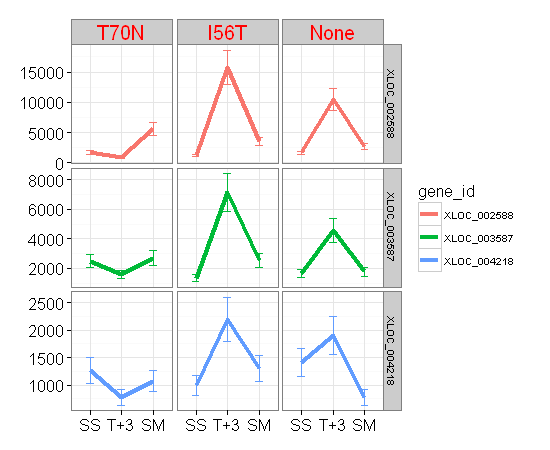 T70N I56T None
15000
10000
5000
0
XLOC_002588
8000
6000
4000
2000
XLOC_003587
2500
2000
1500
1000
XLOC_004218
SS T+3 SM SS T+3 SM SS T+3 SM
gene_id
XLOC_002588
XLOC_003587
XLOC_004218